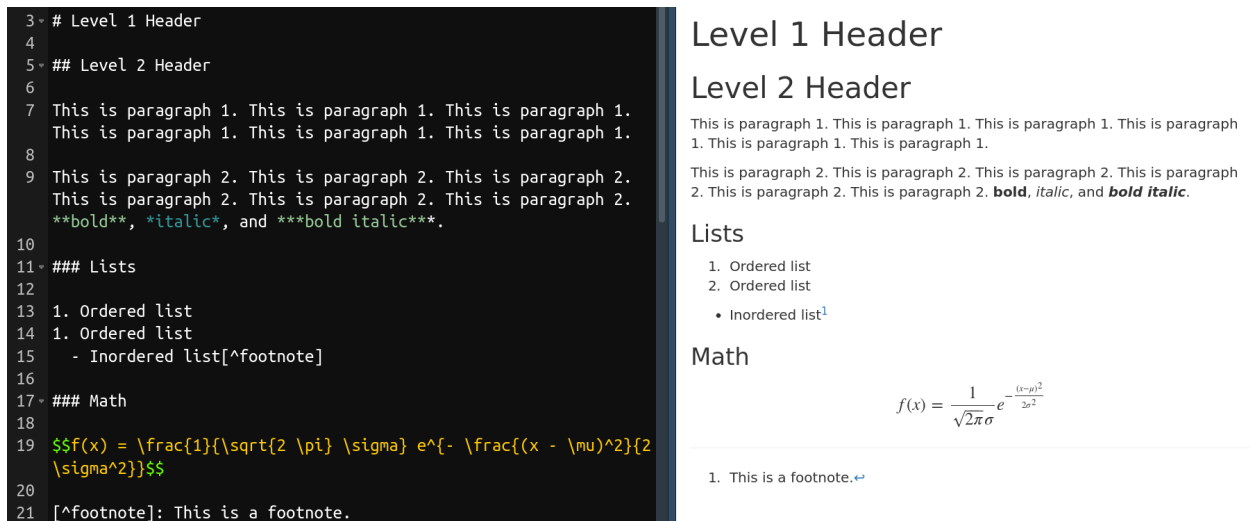 3 # Level 1 Header
4
5 ## Level 2 Header
6
7 This is paragraph 1. This is paragraph 1. This is paragraph 1.
This is paragraph 1. This is paragraph 1. This is paragraph 1.
8
9 This is paragraph 2. This is paragraph 2. This is paragraph 2.
This is paragraph 2. This is paragraph 2. This is paragraph 2.
**bold**, *italic*, and ***bold italic***.
10
11 ### Lists
12
13 1. Ordered list
14 1. Ordered list
15   - Inordered list[^footnote]
16
17 ### Math
18
19 $$f(x) = \frac{1}{\sqrt{2 \pi} \sigma} e^{- \frac{(x - \mu)^2}{2
\sigma^2}}$$
20
21 [^footnote]: This is a footnote.
Level 1 Header
Level 2 Header
This is paragraph 1. This is paragraph 1. This is paragraph 1. This is paragraph
1. This is paragraph 1. This is paragraph 1.
This is paragraph 2. This is paragraph 2. This is paragraph 2. This is paragraph
2. This is paragraph 2. This is paragraph 2. bold, italic, and bold italic.
Lists
1. Ordered list
2. Ordered list
• Inordered list¹
Math
f(x) = 1/(√2π σ) e^−(x−μ)²/2σ²
1. This is a footnote.↩